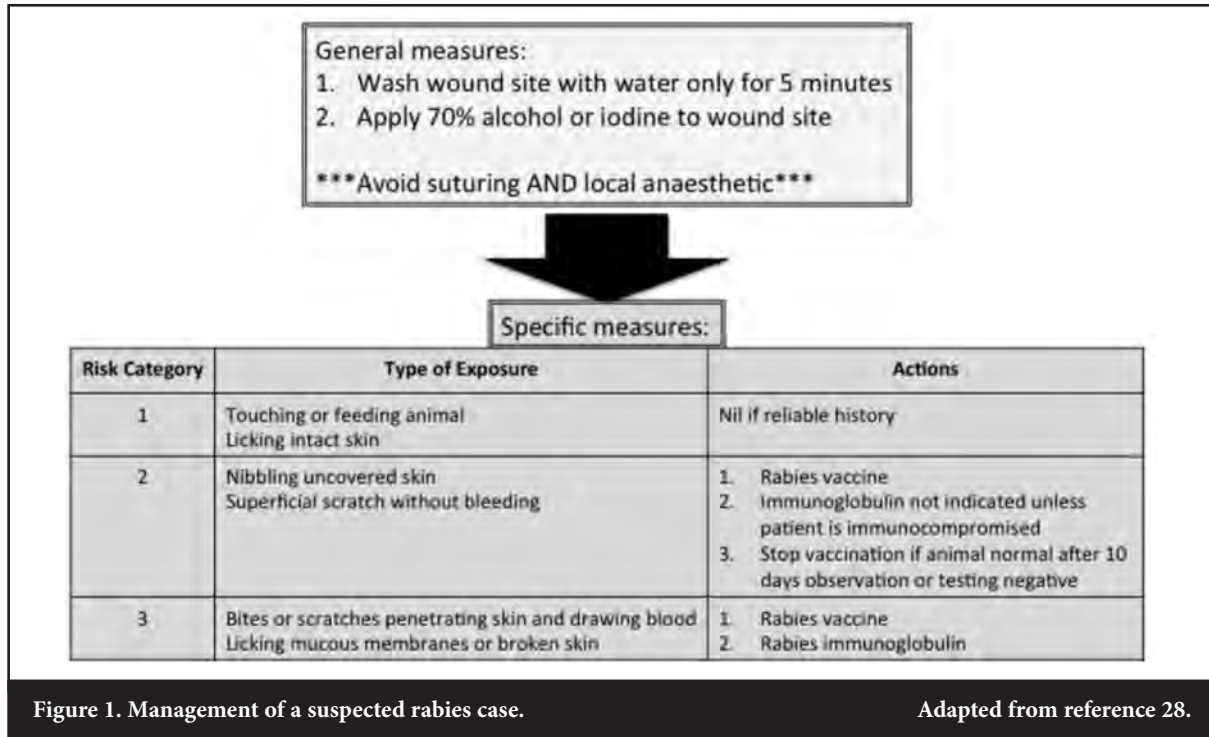 General measures:
1. Wash wound site with water only for 5 minutes
2. Apply 70% alcohol or iodine to wound site
***Avoid suturing AND local anaesthetic***
Specific measures:
Risk Category Type of Exposure Actions
1 Touching or feeding animal Nil if reliable history
Licking intact skin
2 Nibbling uncovered skin 1. Rabies vaccine
Superficial scratch without bleeding 2. Immunoglobulin not indicated unless
patient is immunocompromised
3. Stop vaccination if animal normal after 10
days observation or testing negative
3 Bites or scratches penetrating skin and drawing blood 1. Rabies vaccine
Licking mucous membranes or broken skin 2. Rabies immunoglobulin
Figure 1. Management of a suspected rabies case. Adapted from reference 28.